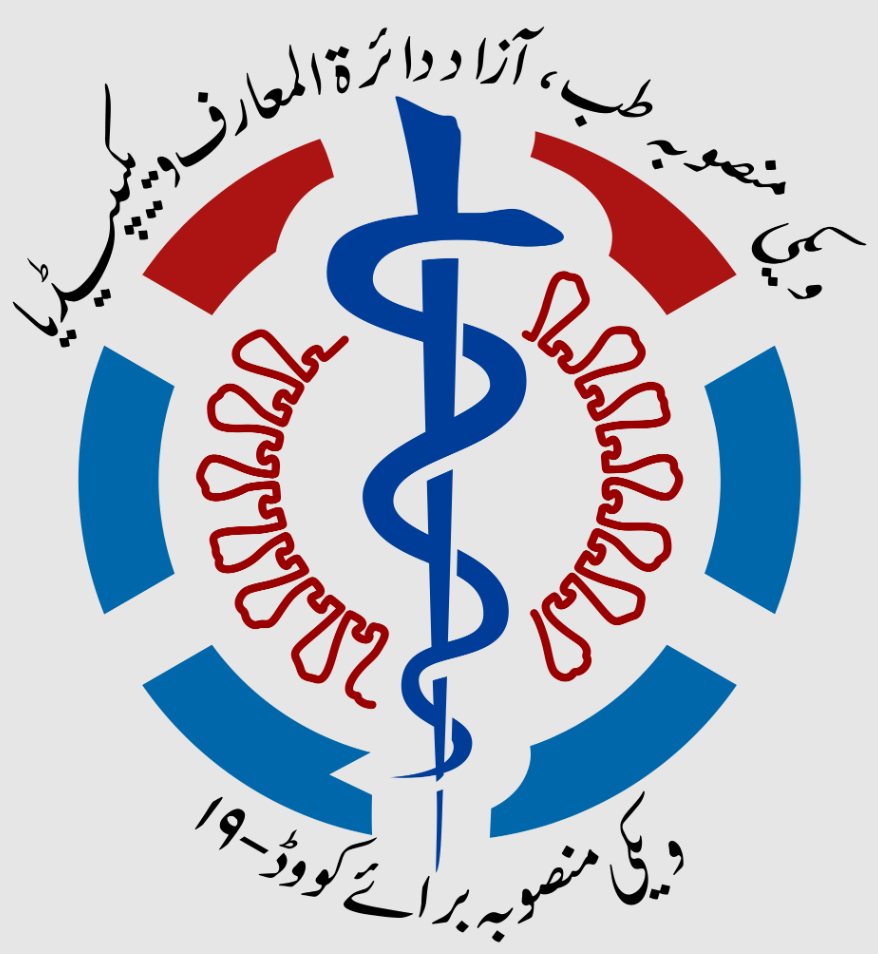 ویکی منصوبہ طب، آزاد دائرۃ المعارف ویکیپیڈیا
ویکی منصوبہ برائے کووڈ-۱۹